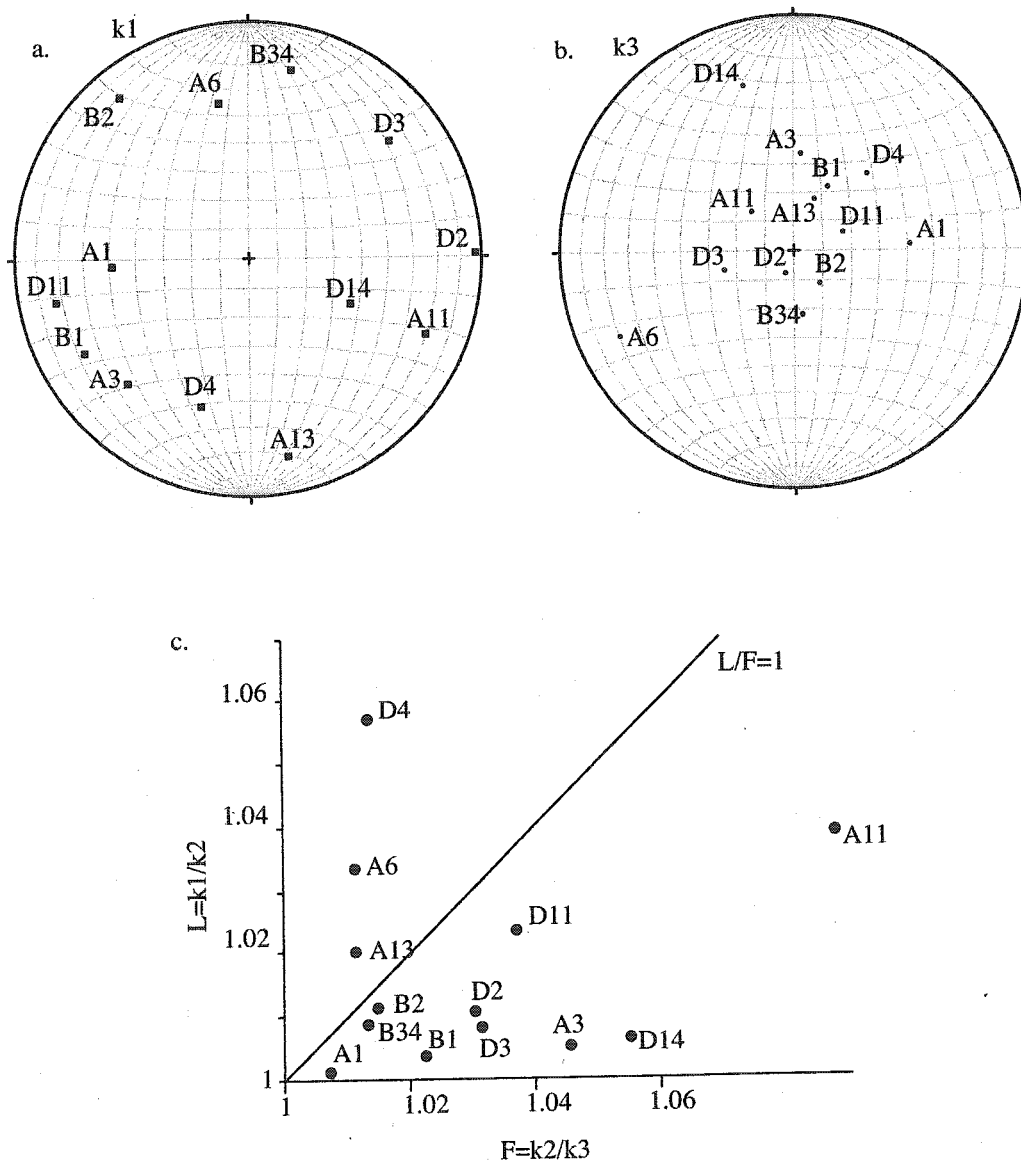 a.
k1
B34
A6
B2
D3
A1
D2
D11
D14
A11
B1
A3
D4
A13
b.
k3
D14
A3
D4
B1
A11
A13
D11
A1
D3
D2
B2
B34
A6
c.
L/F=1
1.06
D4
1.04
A11
A6
L=k1/k2
D11
1.02
A13
B2
D2
B34
A1
B1
D3
A3
D14
1
1
1.02
1.04
1.06
F=k2/k3